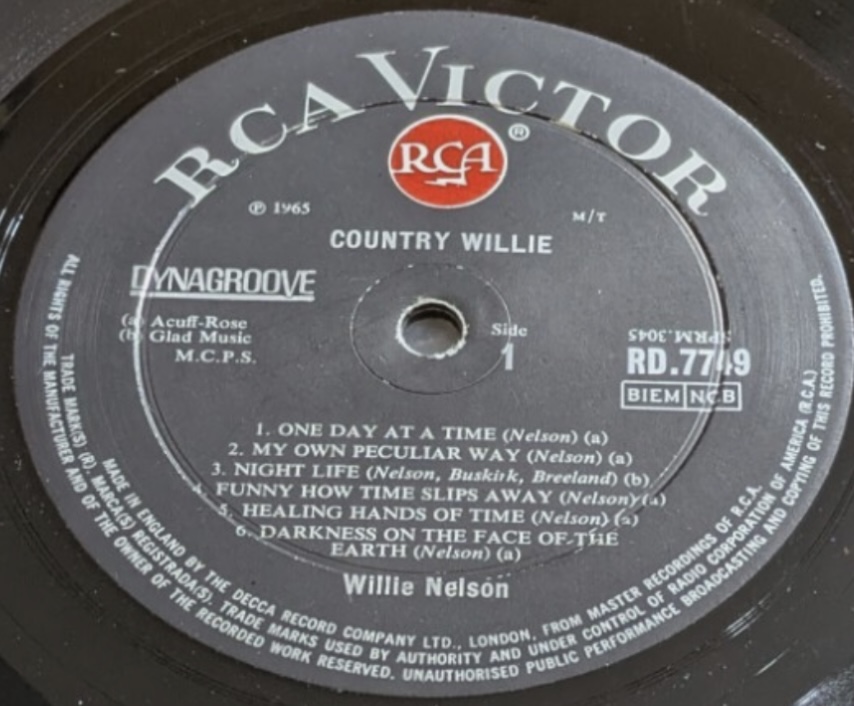 RCA VICTOR
RCA ®
℗ 1965
M/T
COUNTRY WILLIE
DYNAGROOVE
(a) Acuff-Rose
(b) Glad Music
M.C.P.S.
Side
1
SPRM.3045
RD.7749
BIEM NCB
1. ONE DAY AT A TIME (Nelson) (a)
2. MY OWN PECULIAR WAY (Nelson) (a)
3. NIGHT LIFE (Nelson, Buskirk, Breeland) (b)
FUNNY HOW TIME SLIPS AWAY (Nelson) (a)
5. HEALING HANDS OF TIME (Nelson) (a)
6. DARKNESS ON THE FACE OF THE
EARTH (Nelson) (a)
Willie Nelson
MADE IN ENGLAND BY THE DECCA RECORD COMPANY LTD., LONDON, FROM MASTER RECORDINGS OF R.C.A.
TRADE MARK(S) (R). MARCA(S) REGISTRADA(S). TRADE MARKS USED BY AUTHORITY AND UNDER CONTROL OF RADIO CORPORATION OF AMERICA (R.C.A.)
ALL RIGHTS OF THE MANUFACTURER AND OF THE OWNER OF THE RECORDED WORK RESERVED. UNAUTHORISED PUBLIC PERFORMANCE BROADCASTING AND COPYING OF THIS RECORD PROHIBITED.